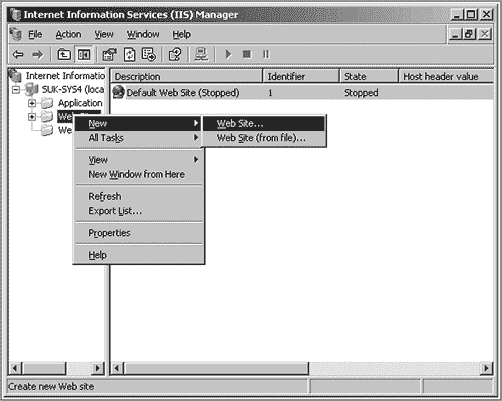 Internet Information Services (IIS) Manager
File Action View Window Help
Internet Informatio
Description Identifier State Host header value
SUK-SYS4 (loca
Default Web Site (Stopped) 1 Stopped
Application
Web
New
Web Site...
We
All Tasks
Web Site (from file)...
View
New Window from Here
Refresh
Export List...
Properties
Help
Create new Web site